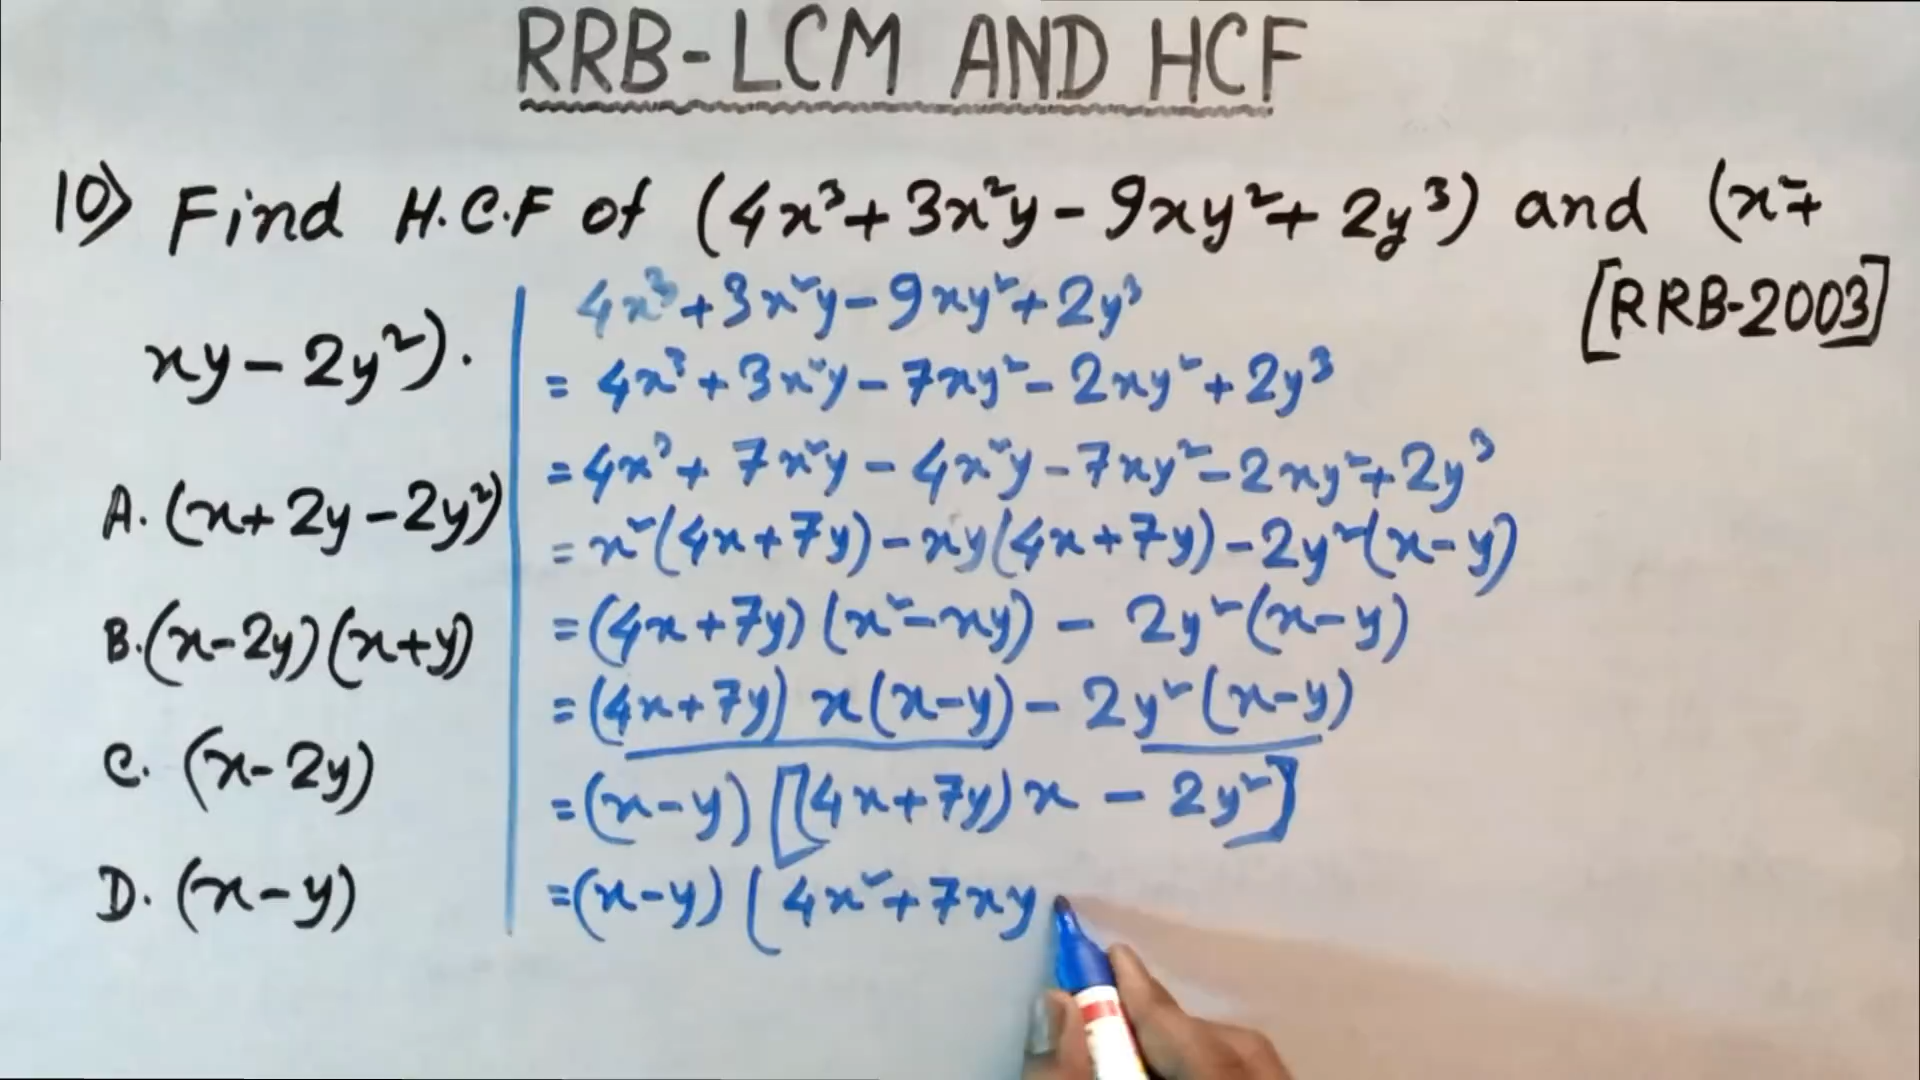 RRB-LCM AND HCF
10) Find H.C.F of (4x³+3x²y-9xy²+2y³) and (x²+
xy-2y²).
[RRB-2003]
A. (x+2y-2y²)
B. (x-2y)(x+y)
C. (x-2y)
D. (x-y)
4x³+3x²y-9xy²+2y³
= 4x³+3x²y-7xy²-2xy²+2y³
= 4x³+7x²y-4x²y-7xy²-2xy²+2y³
= x²(4x+7y)-xy(4x+7y)-2y²(x-y)
= (4x+7y)(x²-xy)-2y²(x-y)
= (4x+7y)x(x-y)-2y²(x-y)
= (x-y)[(4x+7y)x-2y²]
= (x-y)(4x²+7xy